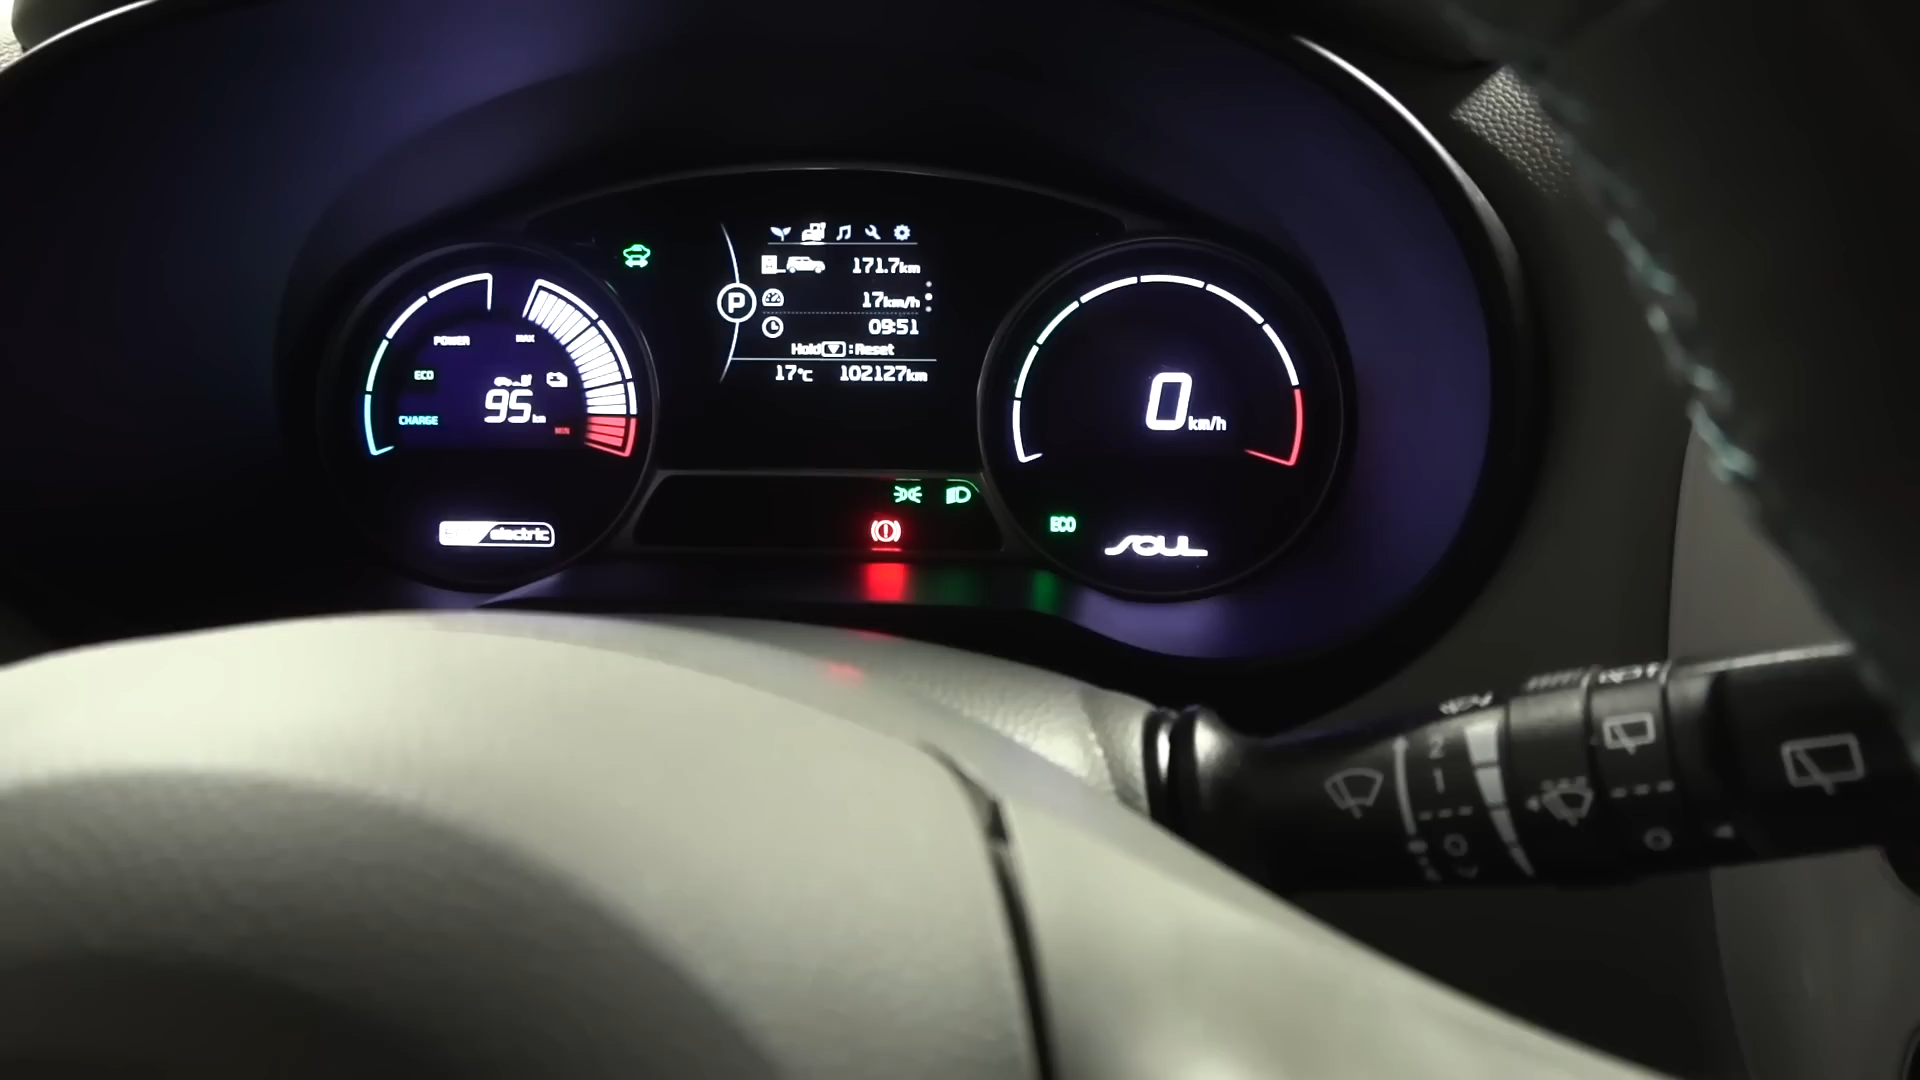 171.7km
P
17km/h
09:51
Hold : Reset
17°C 102127km
POWER
MAX
ECO
95km
CHARGE
MIN
electric
0km/h
ECO
SOUL
2
1
0